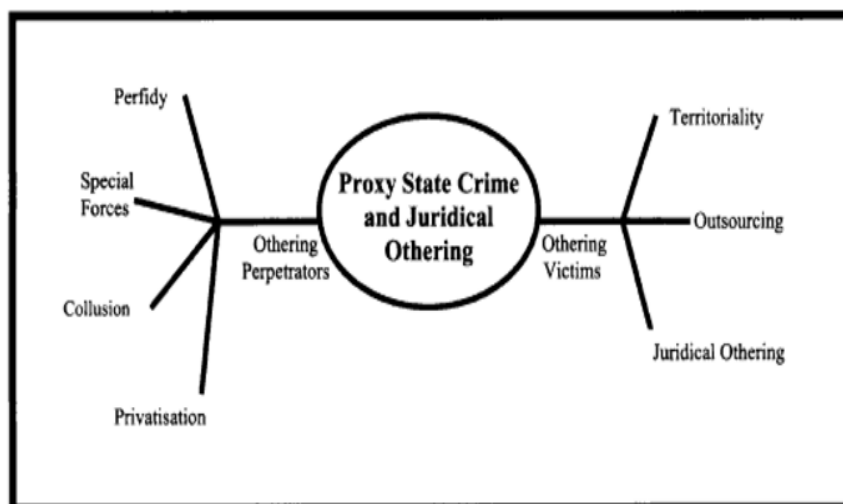 Perfidy
Special
Forces
Collusion
Privatisation
Othering
Perpetrators
Proxy State Crime
and Juridical
Othering
Othering
Victims
Territoriality
Outsourcing
Juridical Othering